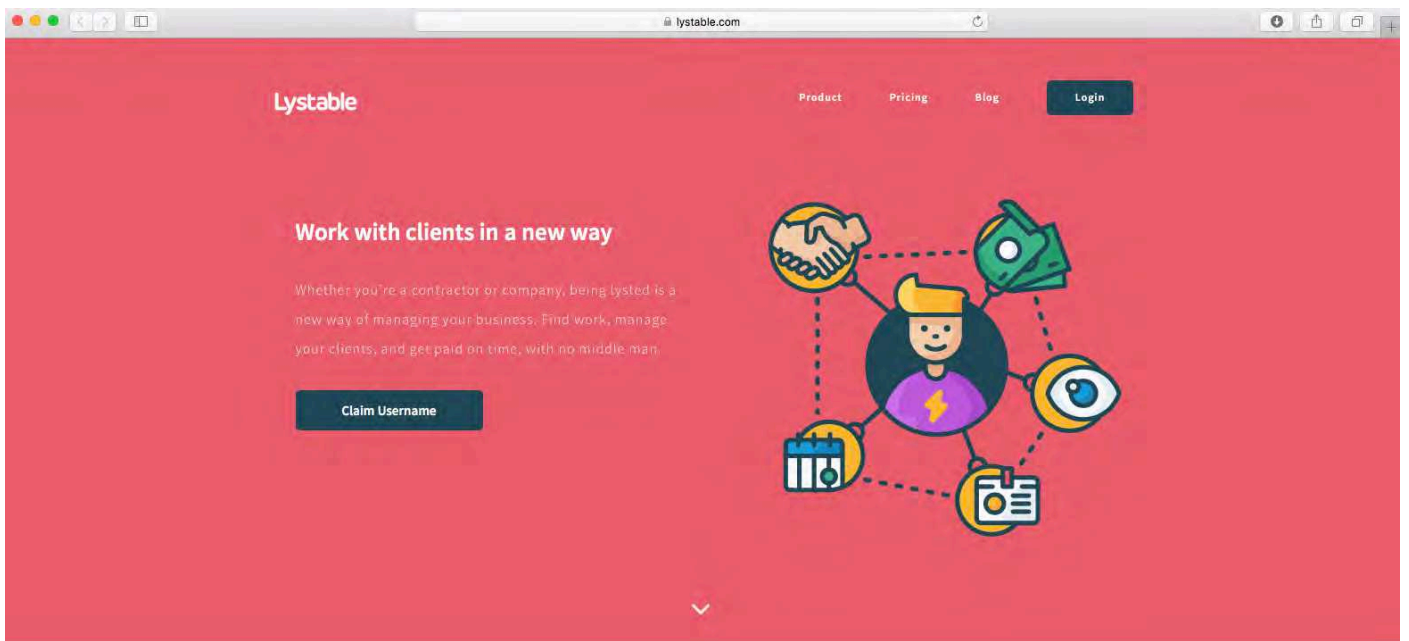 lystable.com
Lystable
Product Pricing Blog Login
Work with clients in a new way
Whether you're a contractor or company, being lysted is a
new way of managing your business. Find work, manage
your clients, and get paid on time, with no middle man.
Claim Username